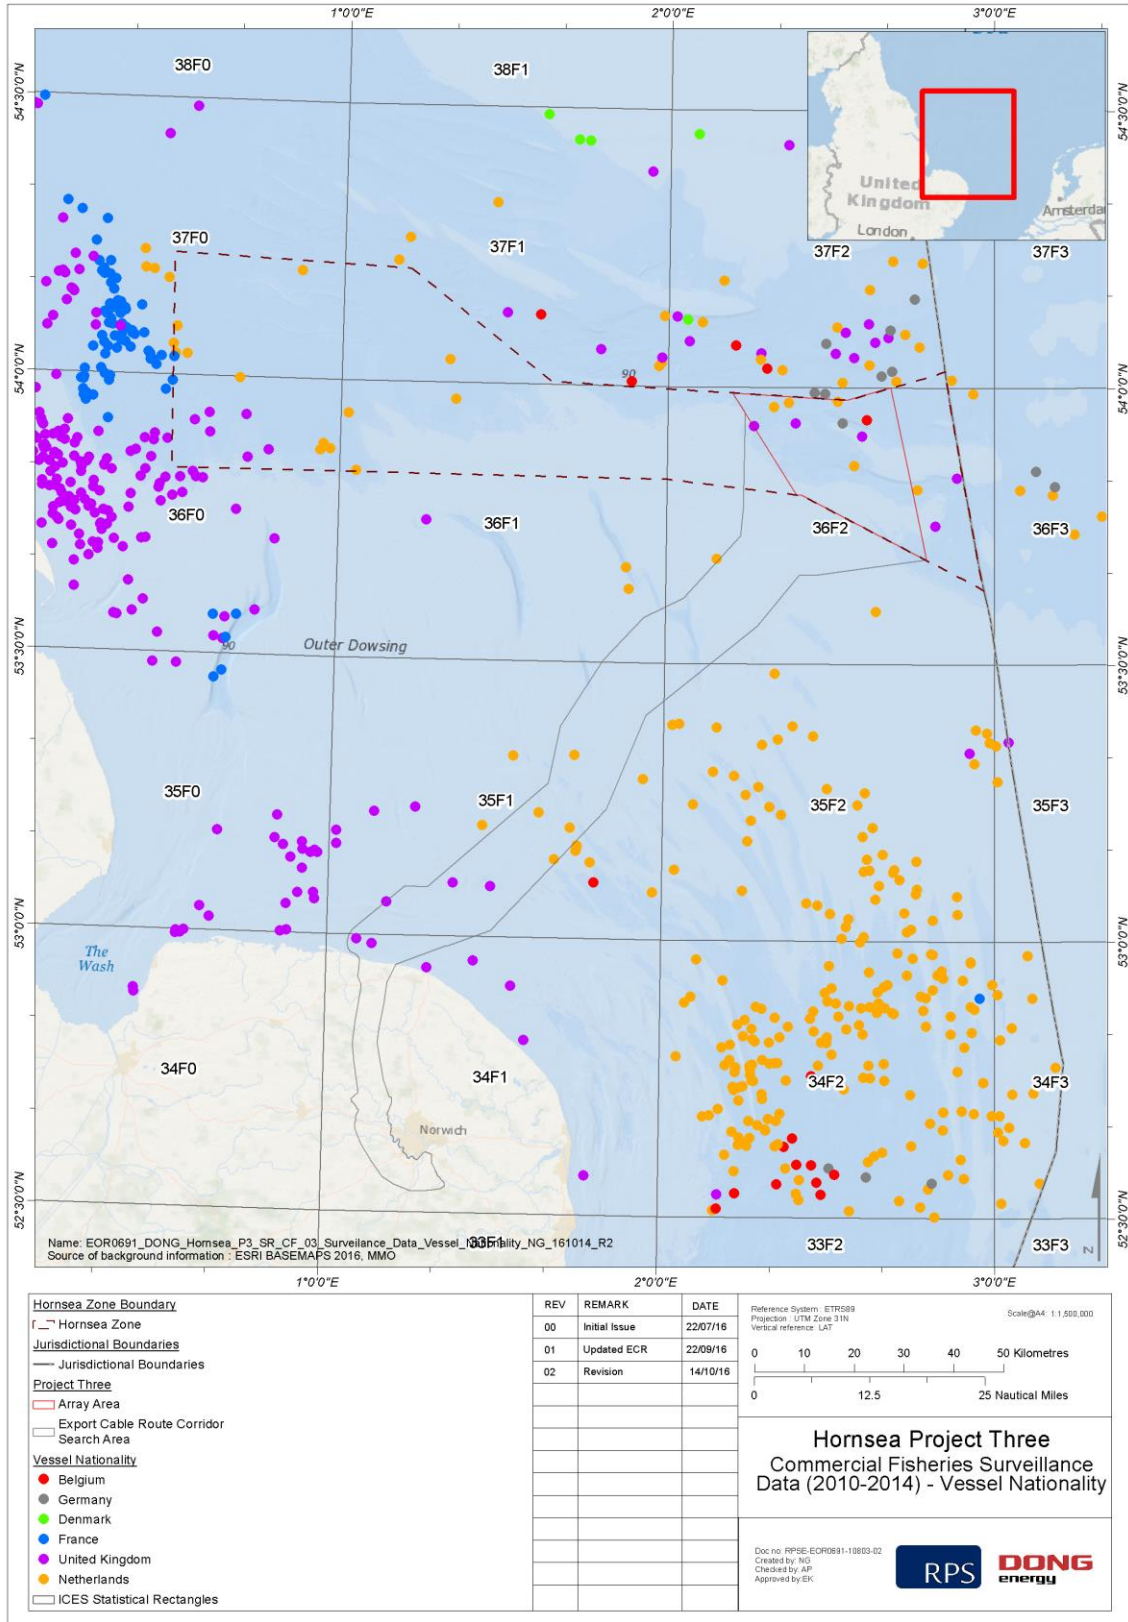 1°0'0"E
2°0'0"E
3°0'0"E
38F0
38F1
54°30'0"N
54°30'0"N
United
Kingdom
London
Amsterda
37F0
37F1
37F2
37F3
54°0'0"N
54°0'0"N
90
36F0
36F1
36F2
36F3
53°30'0"N
53°30'0"N
Outer Dowsing
90
35F0
35F1
35F2
35F3
53°0'0"N
53°0'0"N
The
Wash
34F0
34F1
34F2
34F3
Norwich
52°30'0"N
52°30'0"N
Name: EOR0691_DONG_Hornsea_P3_SR_CF_03_Surveilance_Data_Vessel_Nationality_NG_161014_R2
Source of background information : ESRI BASEMAPS 2016, MMO
33F1
33F2
33F3
N
1°0'0"E
2°0'0"E
3°0'0"E
Hornsea Zone Boundary
Hornsea Zone
Jurisdictional Boundaries
Jurisdictional Boundaries
Project Three
Array Area
Export Cable Route Corridor
Search Area
Vessel Nationality
Belgium
Germany
Denmark
France
United Kingdom
Netherlands
ICES Statistical Rectangles
REV REMARK DATE
00 Initial Issue 22/07/16
01 Updated ECR 22/09/16
02 Revision 14/10/16
Reference System : ETRS89
Projection : UTM Zone 31N
Vertical reference: LAT
Scale@A4: 1:1,500,000
0 10 20 30 40 50 Kilometres
0 12.5 25 Nautical Miles
Hornsea Project Three
Commercial Fisheries Surveillance
Data (2010-2014) - Vessel Nationality
Doc no: RPSE-EOR0691-10803-02
Created by: NG
Checked by: AP
Approved by:EK
RPS
DONG
energy